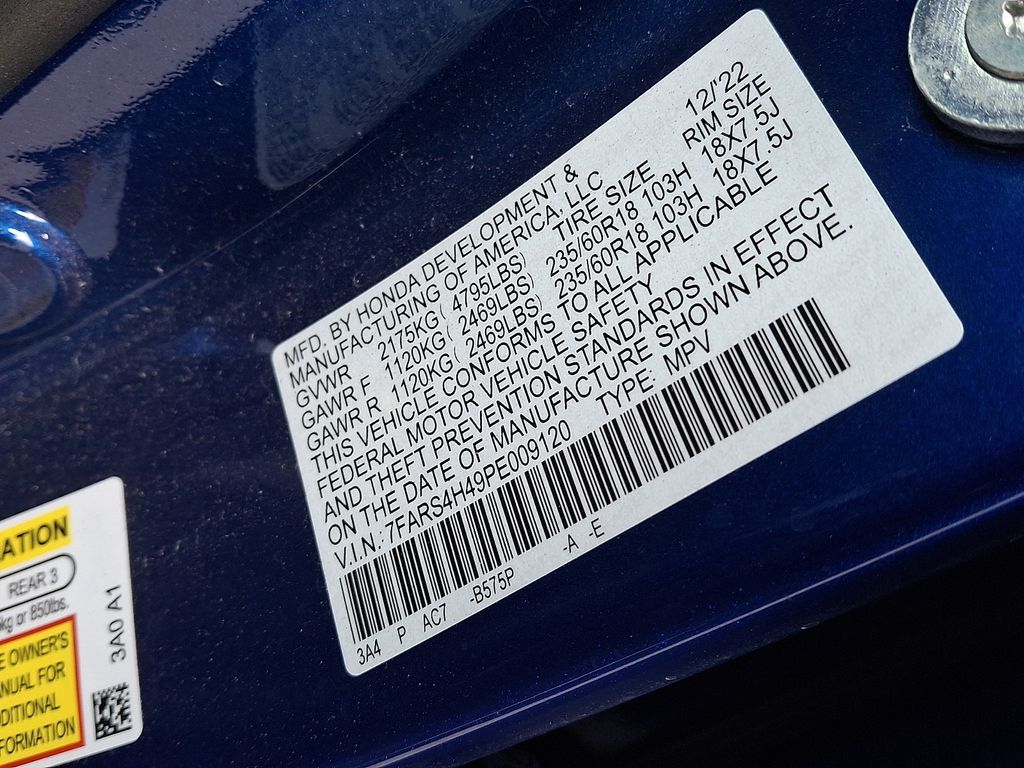 MFD. BY HONDA DEVELOPMENT &
MANUFACTURING OF AMERICA, LLC 12/'22
GVWR 2175KG ( 4795LBS) TIRE SIZE RIM SIZE
GAWR F 1120KG ( 2469LBS) 235/60R18 103H 18X7.5J
GAWR R 1120KG ( 2469LBS) 235/60R18 103H 18X7.5J
THIS VEHICLE CONFORMS TO ALL APPLICABLE
FEDERAL MOTOR VEHICLE SAFETY
AND THEFT PREVENTION STANDARDS IN EFFECT
ON THE DATE OF MANUFACTURE SHOWN ABOVE.
V.I.N.:7FARS4H49PE009120 TYPE: MPV
3A4 P AC7 -B575P -A -E
ATION
REAR 3
kg or 850lbs.
E OWNER'S
ANUAL FOR
DDITIONAL
FORMATION
3A0 A1